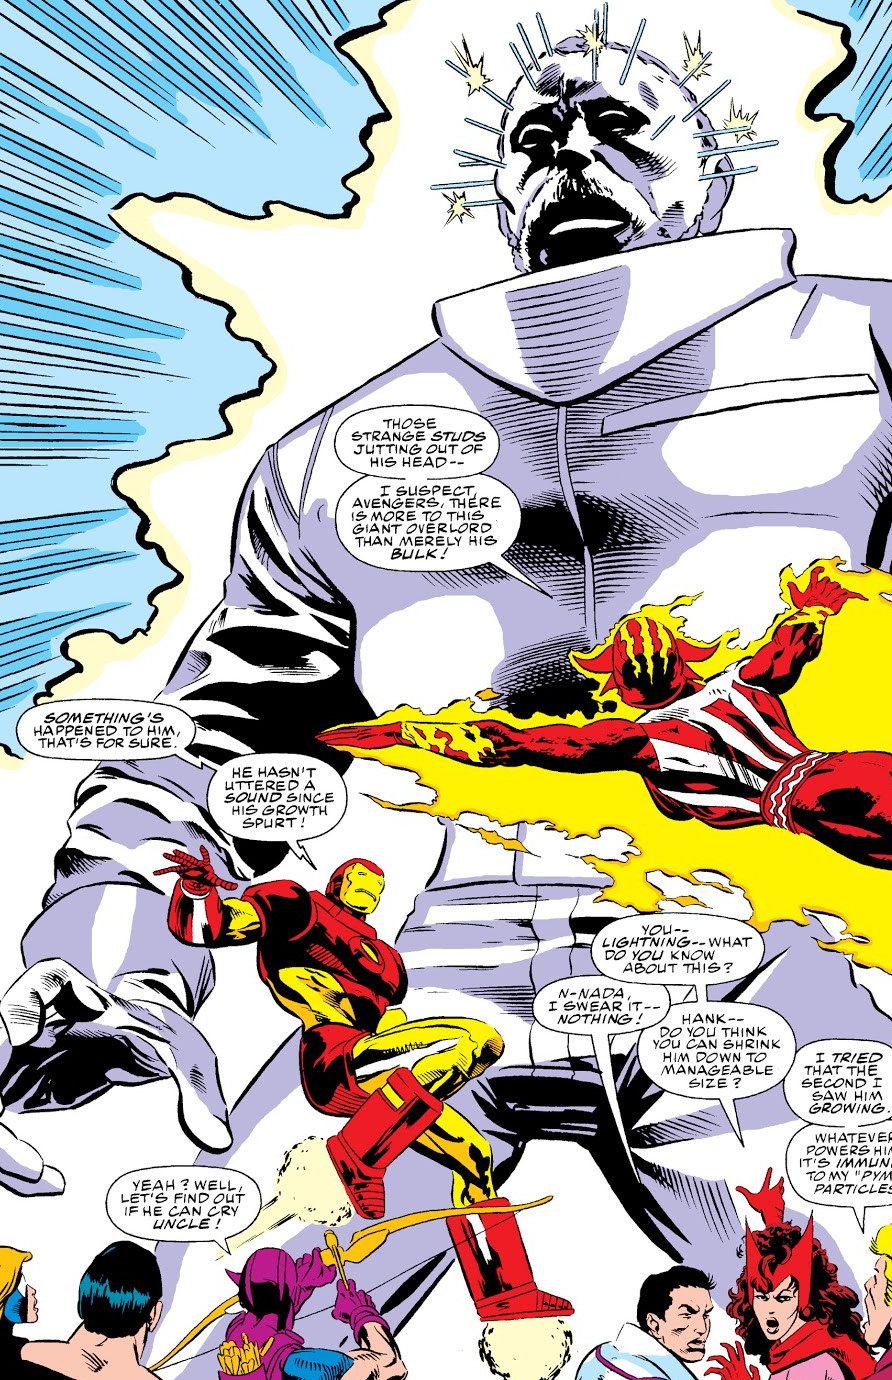 THOSE
STRANGE STUDS
JUTTING OUT OF
HIS HEAD--
I SUSPECT,
AVENGERS, THERE
IS MORE TO THIS
GIANT OVERLORD
THAN MERELY HIS
BULK!
SOMETHING'S
HAPPENED TO HIM,
THAT'S FOR SURE.
HE HASN'T
UTTERED A
SOUND SINCE
HIS GROWTH
SPURT!
YOU--
LIGHTNING--WHAT
DO YOU KNOW
ABOUT THIS?
N-NADA,
I SWEAR IT--
NOTHING!
HANK--
DO YOU THINK
YOU CAN SHRINK
HIM DOWN TO
MANAGEABLE
SIZE?
I TRIED
THAT THE
SECOND I
SAW HIM
GROWING.
WHATEVER
POWERS HIM
IT'S IMMUN
TO MY "PYM
PARTICLES
YEAH? WELL,
LET'S FIND OUT
IF HE CAN CRY
UNCLE!